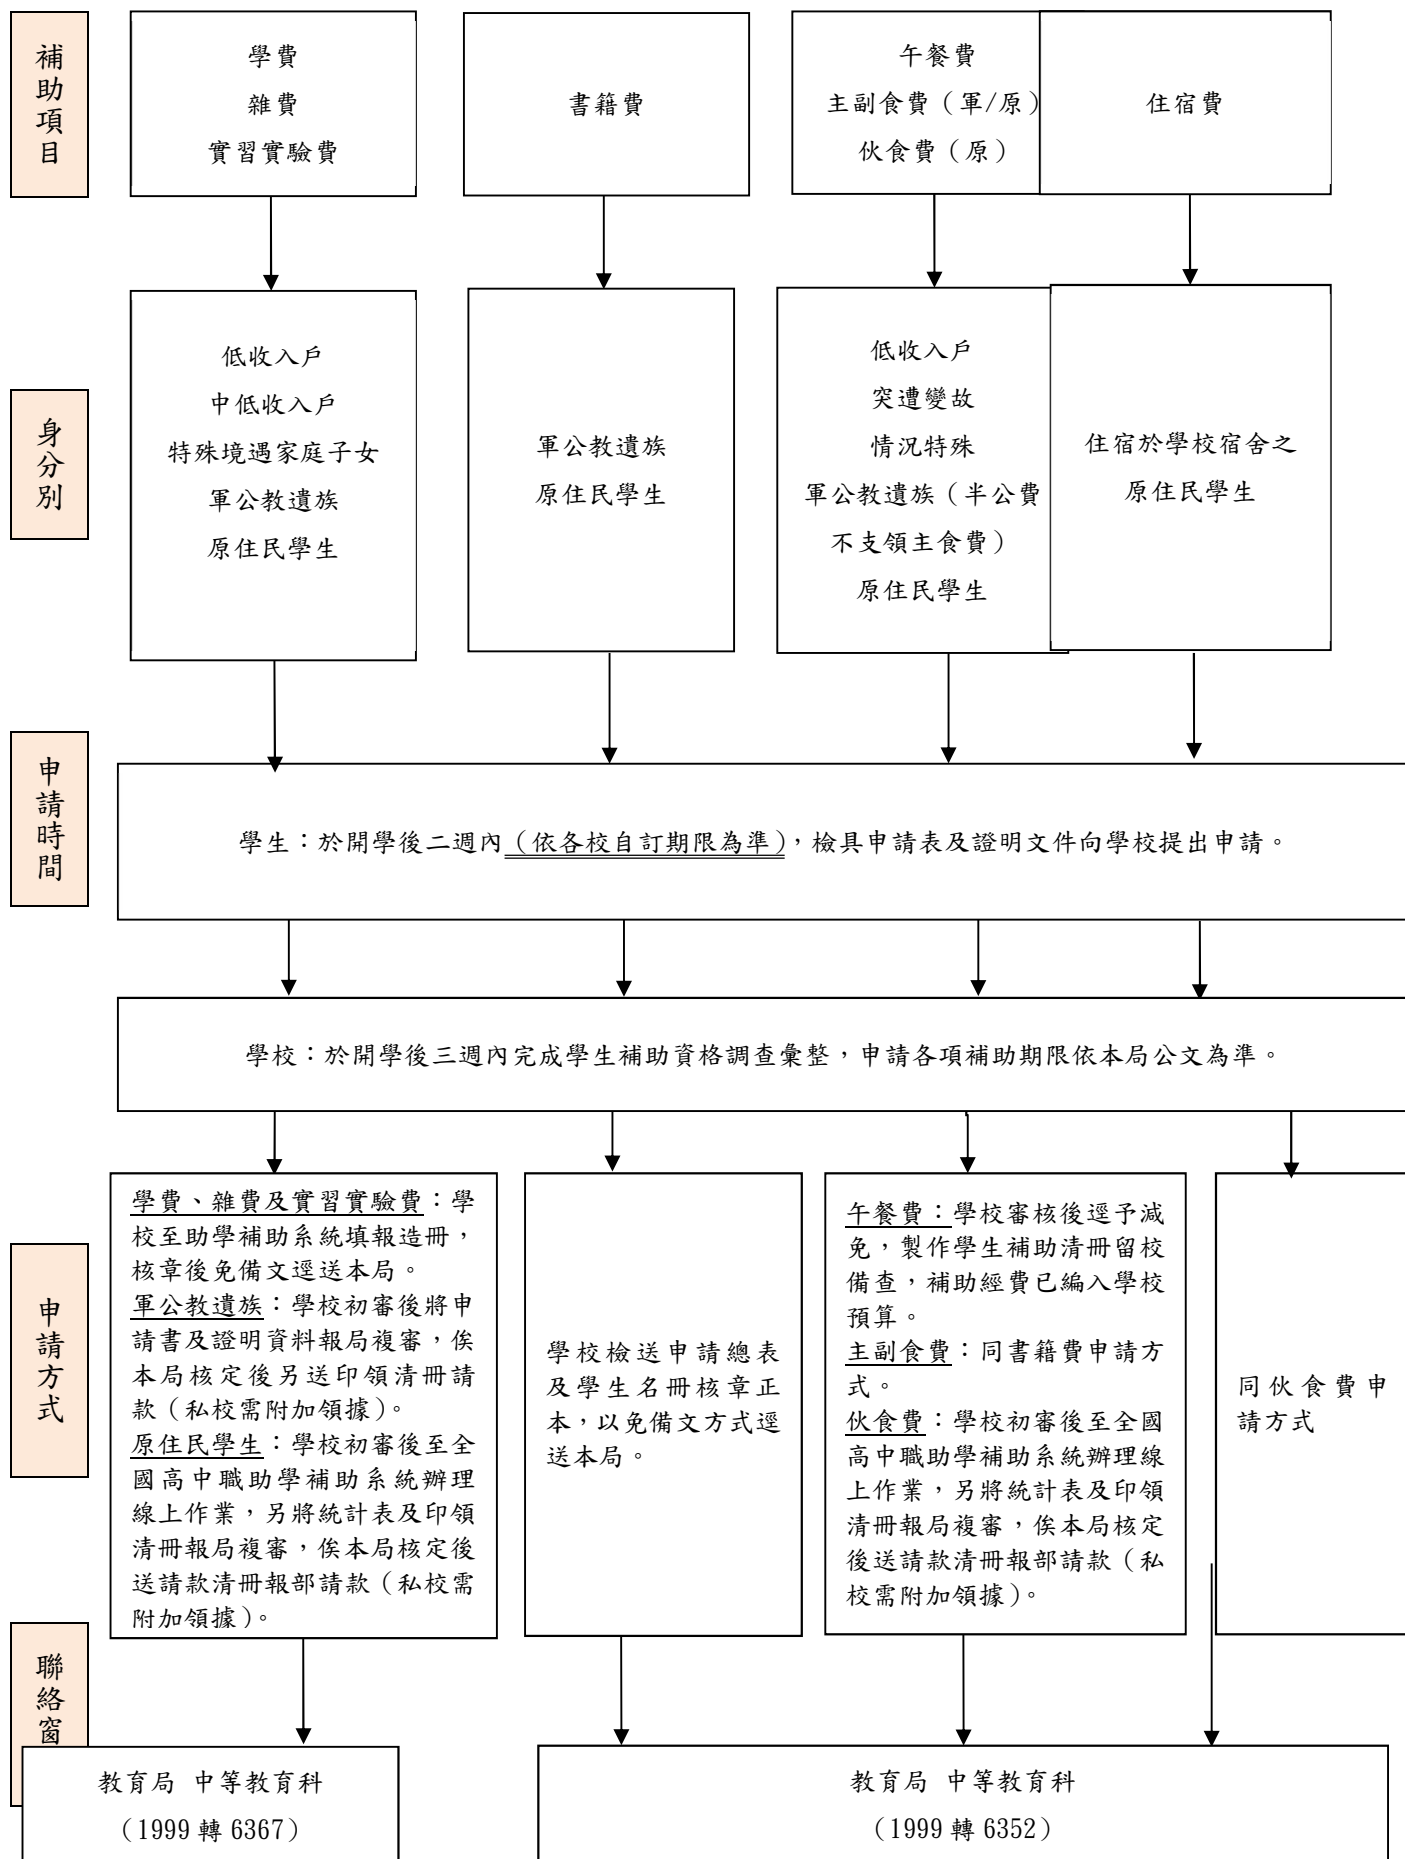 補助項目
學費
雜費
實習實驗費
書籍費
午餐費
主副食費（軍/原）
伙食費（原）
住宿費
身分別
低收入戶
中低收入戶
特殊境遇家庭子女
軍公教遺族
原住民學生
軍公教遺族
原住民學生
低收入戶
突遭變故
情況特殊
軍公教遺族（半公費
不支領主食費）
原住民學生
住宿於學校宿舍之
原住民學生
申請時間
學生：於開學後二週內（依各校自訂期限為準），檢具申請表及證明文件向學校提出申請。
學校：於開學後三週內完成學生補助資格調查彙整，申請各項補助期限依本局公文為準。
申請方式
學費、雜費及實習實驗費：學
校至助學補助系統填報造冊，
核章後免備文逕送本局。
軍公教遺族：學校初審後將申
請書及證明資料報局複審，俟
本局核定後另送印領清冊請
款（私校需附加領據）。
原住民學生：學校初審後至全
國高中職助學補助系統辦理
線上作業，另將統計表及印領
清冊報局複審，俟本局核定後
送請款清冊報部請款（私校需
附加領據）。
學校檢送申請總表
及學生名冊核章正
本，以免備文方式逕
送本局。
午餐費：學校審核後逕予減
免，製作學生補助清冊留校
備查，補助經費已編入學校
預算。
主副食費：同書籍費申請方
式。
伙食費：學校初審後至全國
高中職助學補助系統辦理線
上作業，另將統計表及印領
清冊報局複審，俟本局核定
後送請款清冊報部請款（私
校需附加領據）。
同伙食費申
請方式
聯絡窗
教育局 中等教育科
（1999 轉 6367）
教育局 中等教育科
（1999 轉 6352）